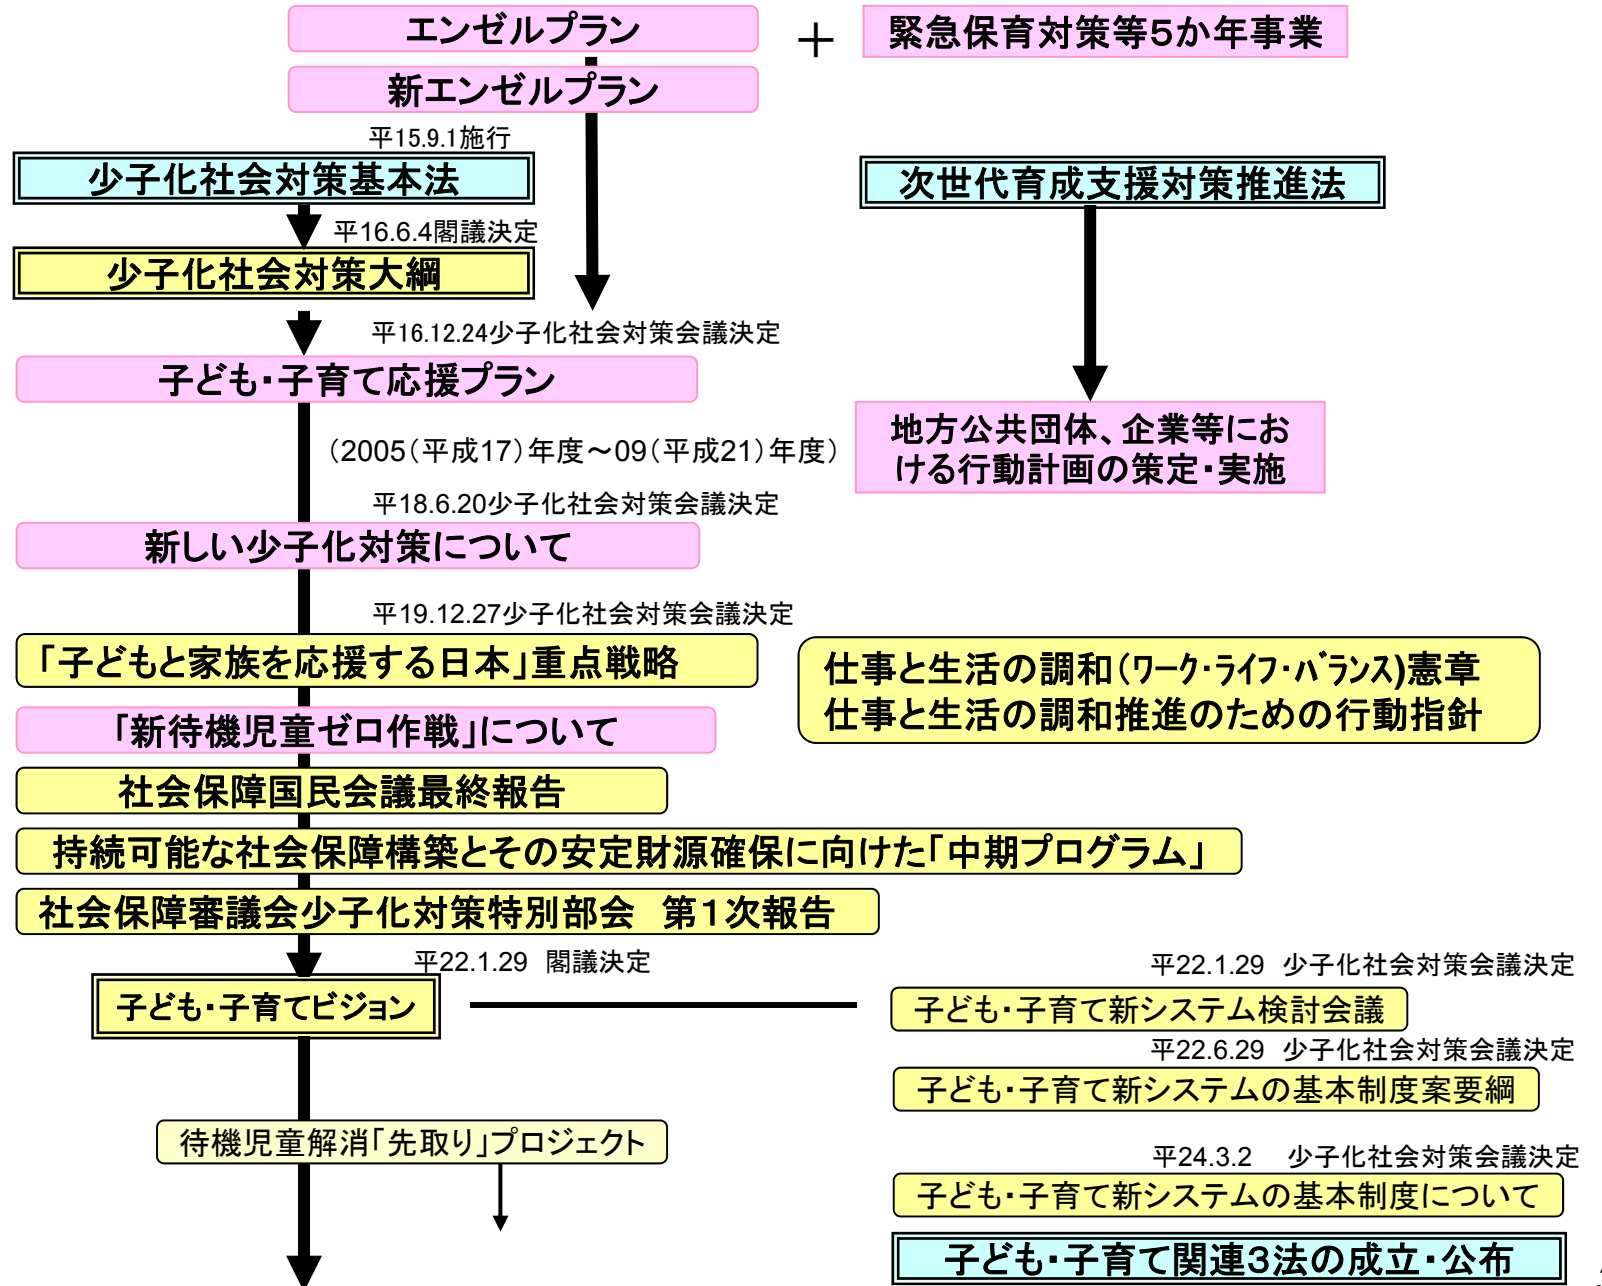 エンゼルプラン
＋
緊急保育対策等５か年事業
新エンゼルプラン
平15.9.1施行
少子化社会対策基本法
次世代育成支援対策推進法
平16.6.4閣議決定
少子化社会対策大綱
平16.12.24少子化社会対策会議決定
子ども・子育て応援プラン
地方公共団体、企業等にお
ける行動計画の策定・実施
（2005（平成17）年度～09（平成21）年度）
平18.6.20少子化社会対策会議決定
新しい少子化対策について
平19.12.27少子化社会対策会議決定
「子どもと家族を応援する日本」重点戦略
仕事と生活の調和（ﾜｰｸ・ﾗｲﾌ・ﾊﾞﾗﾝｽ)憲章
仕事と生活の調和推進のための行動指針
「新待機児童ゼロ作戦」について
社会保障国民会議最終報告
持続可能な社会保障構築とその安定財源確保に向けた「中期プログラム」
社会保障審議会少子化対策特別部会　第１次報告
平22.1.29　閣議決定
子ども・子育てビジョン
平22.1.29　少子化社会対策会議決定
子ども・子育て新システム検討会議
平22.6.29　少子化社会対策会議決定
子ども・子育て新システムの基本制度案要綱
待機児童解消「先取り」プロジェクト
平24.3.2　少子化社会対策会議決定
子ども・子育て新システムの基本制度について
子ども・子育て関連３法の成立・公布